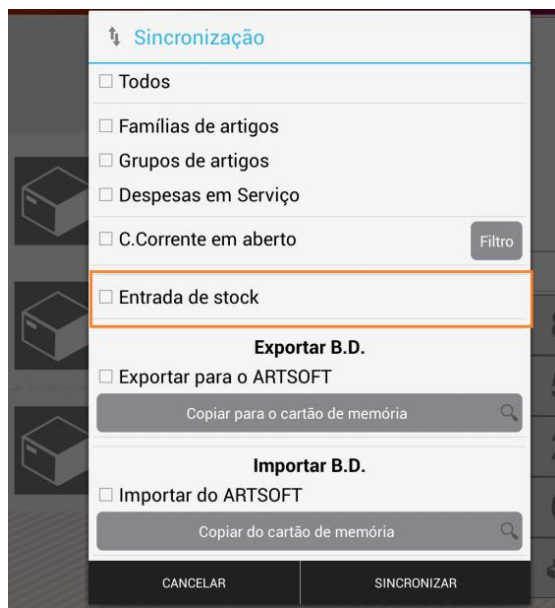 Sincronização
Todos
Famílias de artigos
Grupos de artigos
Despesas em Serviço
C.Corrente em aberto
Filtro
Entrada de stock
Exportar B.D.
Exportar para o ARTSOFT
Copiar para o cartão de memória
Importar B.D.
Importar do ARTSOFT
Copiar do cartão de memória
CANCELAR
SINCRONIZAR